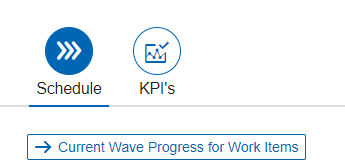 Schedule
KPI's
Current Wave Progress for Work Items